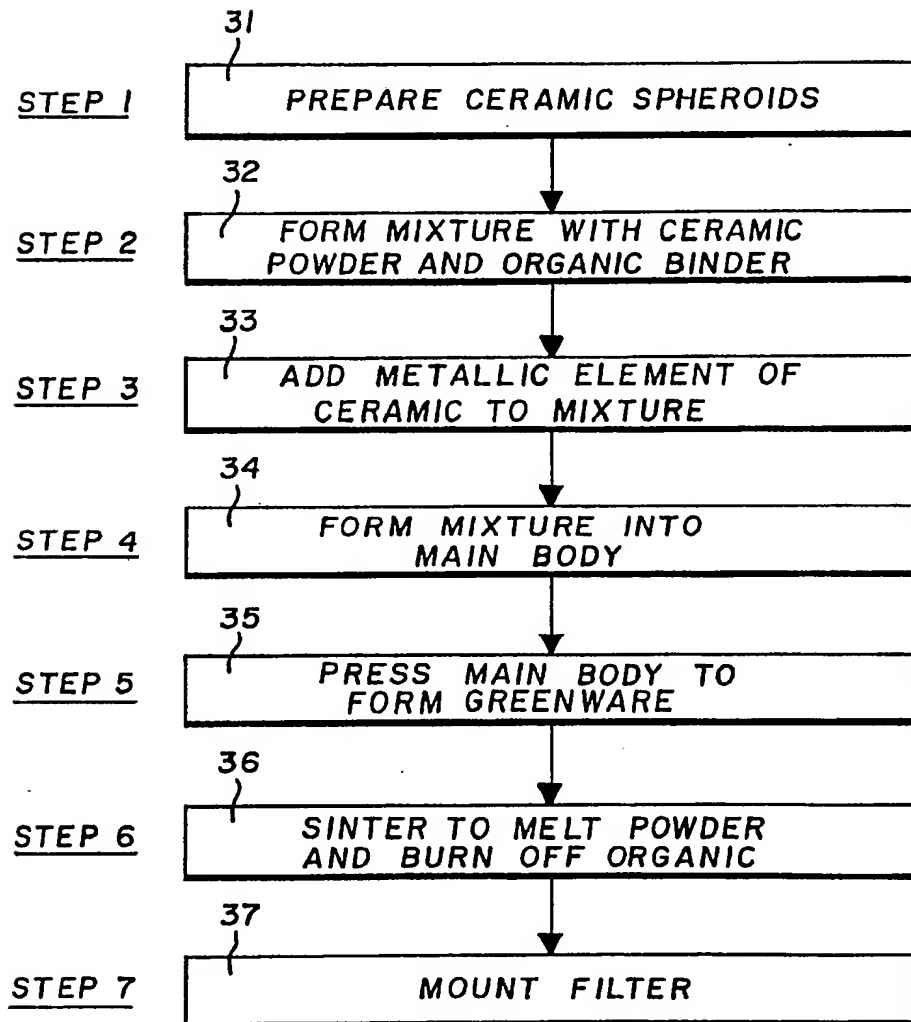 31
STEP 1
PREPARE CERAMIC SPHEROIDS
32
STEP 2
FORM MIXTURE WITH CERAMIC
POWDER AND ORGANIC BINDER
33
STEP 3
ADD METALLIC ELEMENT OF
CERAMIC TO MIXTURE
34
STEP 4
FORM MIXTURE INTO
MAIN BODY
35
STEP 5
PRESS MAIN BODY TO
FORM GREENWARE
36
STEP 6
SINTER TO MELT POWDER
AND BURN OFF ORGANIC
37
STEP 7
MOUNT FILTER